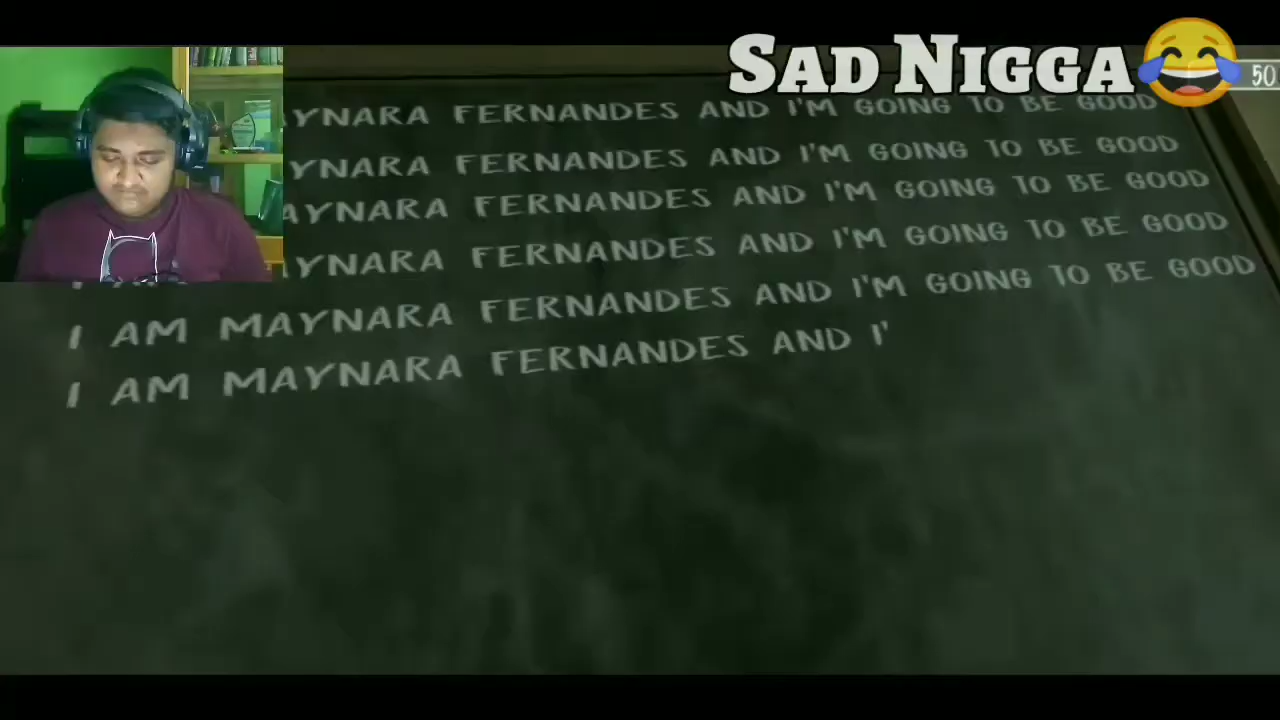 SAD NIGGA😂
50
AYNARA FERNANDES AND I'M GOING TO BE GOOD
YNARA FERNANDES AND I'M GOING TO BE GOOD
AYNARA FERNANDES AND I'M GOING TO BE GOOD
YNARA FERNANDES AND I'M GOING TO BE GOOD
I AM MAYNARA FERNANDES AND I'M GOING TO BE GOOD
I AM MAYNARA FERNANDES AND I'